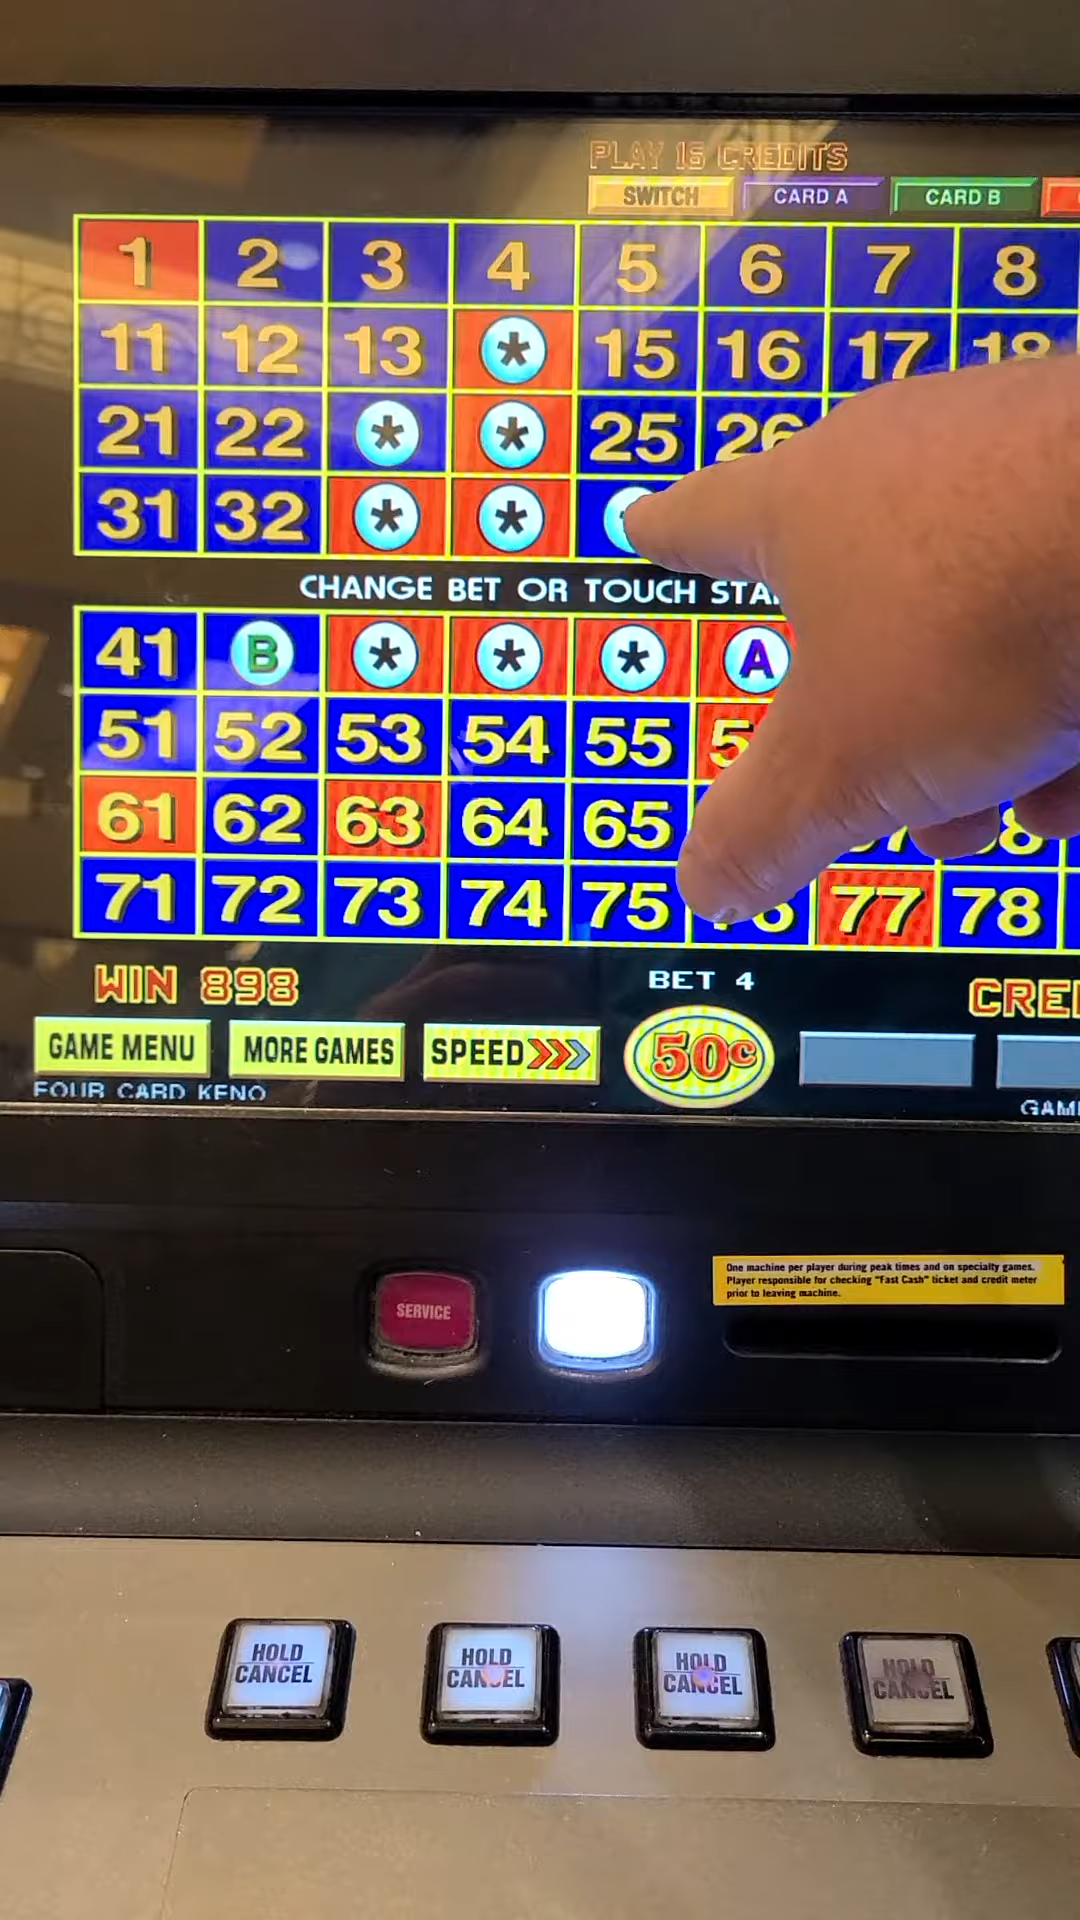 PLAY 16 CREDITS
SWITCH CARD A CARD B
1 2 3 4 5 6 7 8
11 12 13 * 15 16 17 18
21 22 * * 25 26
31 32 * *
CHANGE BET OR TOUCH
41 B * * * A
51 52 53 54 55
61 62 63 64 65
71 72 73 74 75 77 78
WIN 898
BET 4
GAME MENU MORE GAMES SPEED 50¢
FOUR CARD KENO
SERVICE
One machine per player during peak times and on specialty games.
Player responsible for checking "Fast Cash" ticket and credit meter
prior to leaving machine.
HOLD HOLD HOLD HOLD
CANCEL CANCEL CANCEL CANCEL